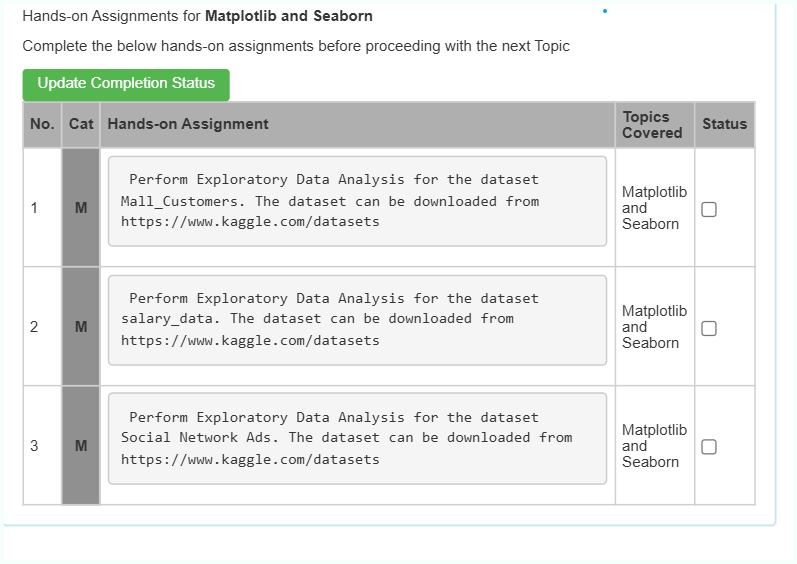 Hands-on Assignments for Matplotlib and Seaborn
Complete the below hands-on assignments before proceeding with the next Topic
Update Completion Status
No. Cat Hands-on Assignment Topics Covered Status
1 M
Perform Exploratory Data Analysis for the dataset
Mall_Customers. The dataset can be downloaded from
https://www.kaggle.com/datasets
Matplotlib
and
Seaborn
2 M
Perform Exploratory Data Analysis for the dataset
salary_data. The dataset can be downloaded from
https://www.kaggle.com/datasets
Matplotlib
and
Seaborn
3 M
Perform Exploratory Data Analysis for the dataset
Social Network Ads. The dataset can be downloaded from
https://www.kaggle.com/datasets
Matplotlib
and
Seaborn